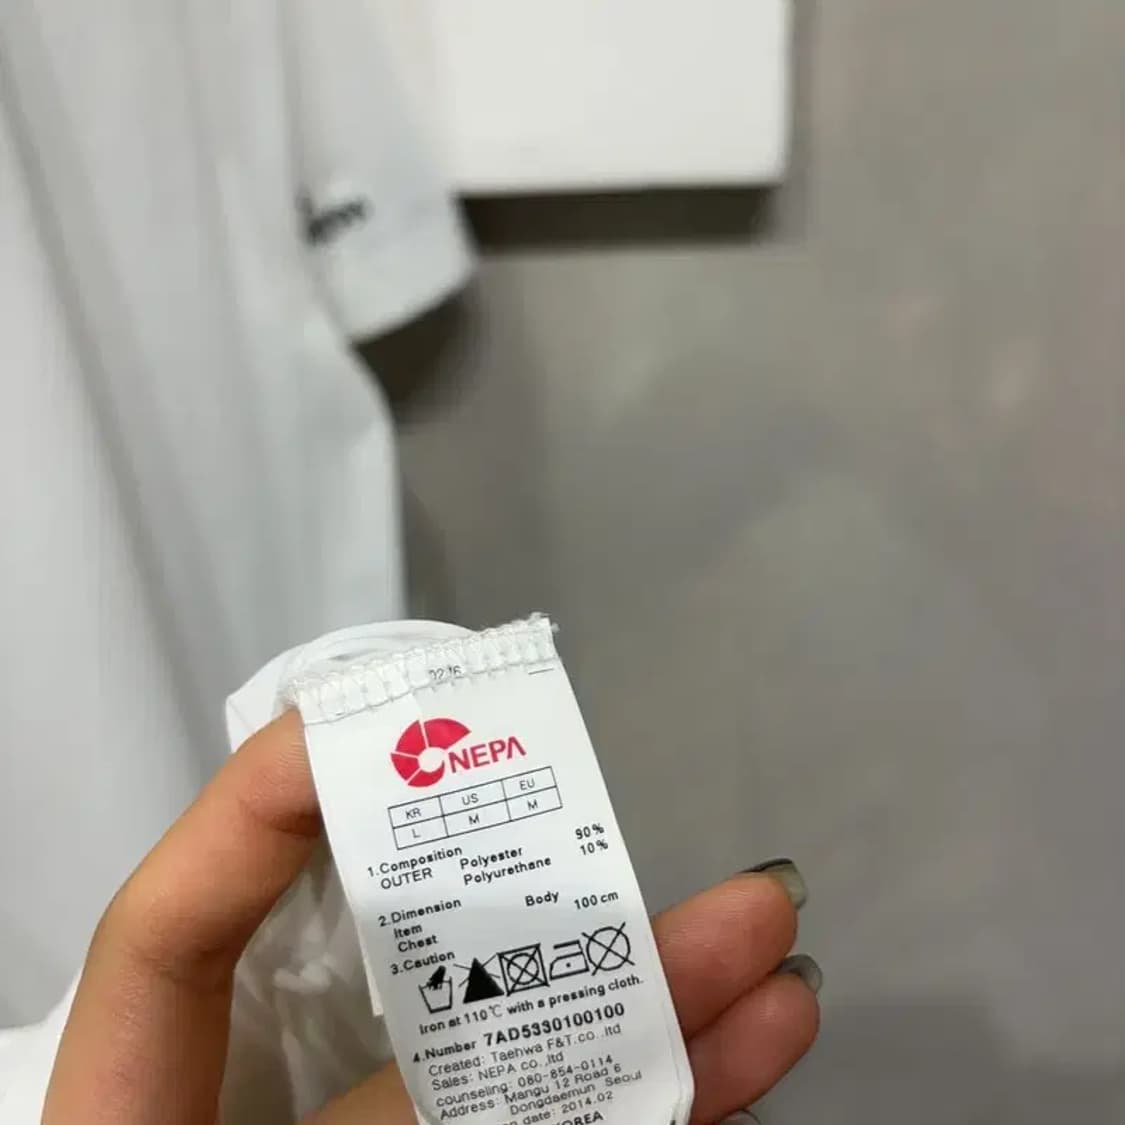 NEPA
KR US EU
L M M
1.Composition
OUTER Polyester 90%
Polyurethane 10%
2.Dimension
Item Body 100 cm
Chest
3.Caution
Iron at 110℃ with a pressing cloth.
4.Number 7AD5330100100
Created: Taehwa F&T.co.,ltd
Sales: NEPA co.,ltd
counseling: 080-854-0114
Address: Mangu 12 Road 6
Dongdaemun Seoul
date: 2014.02
KOREA